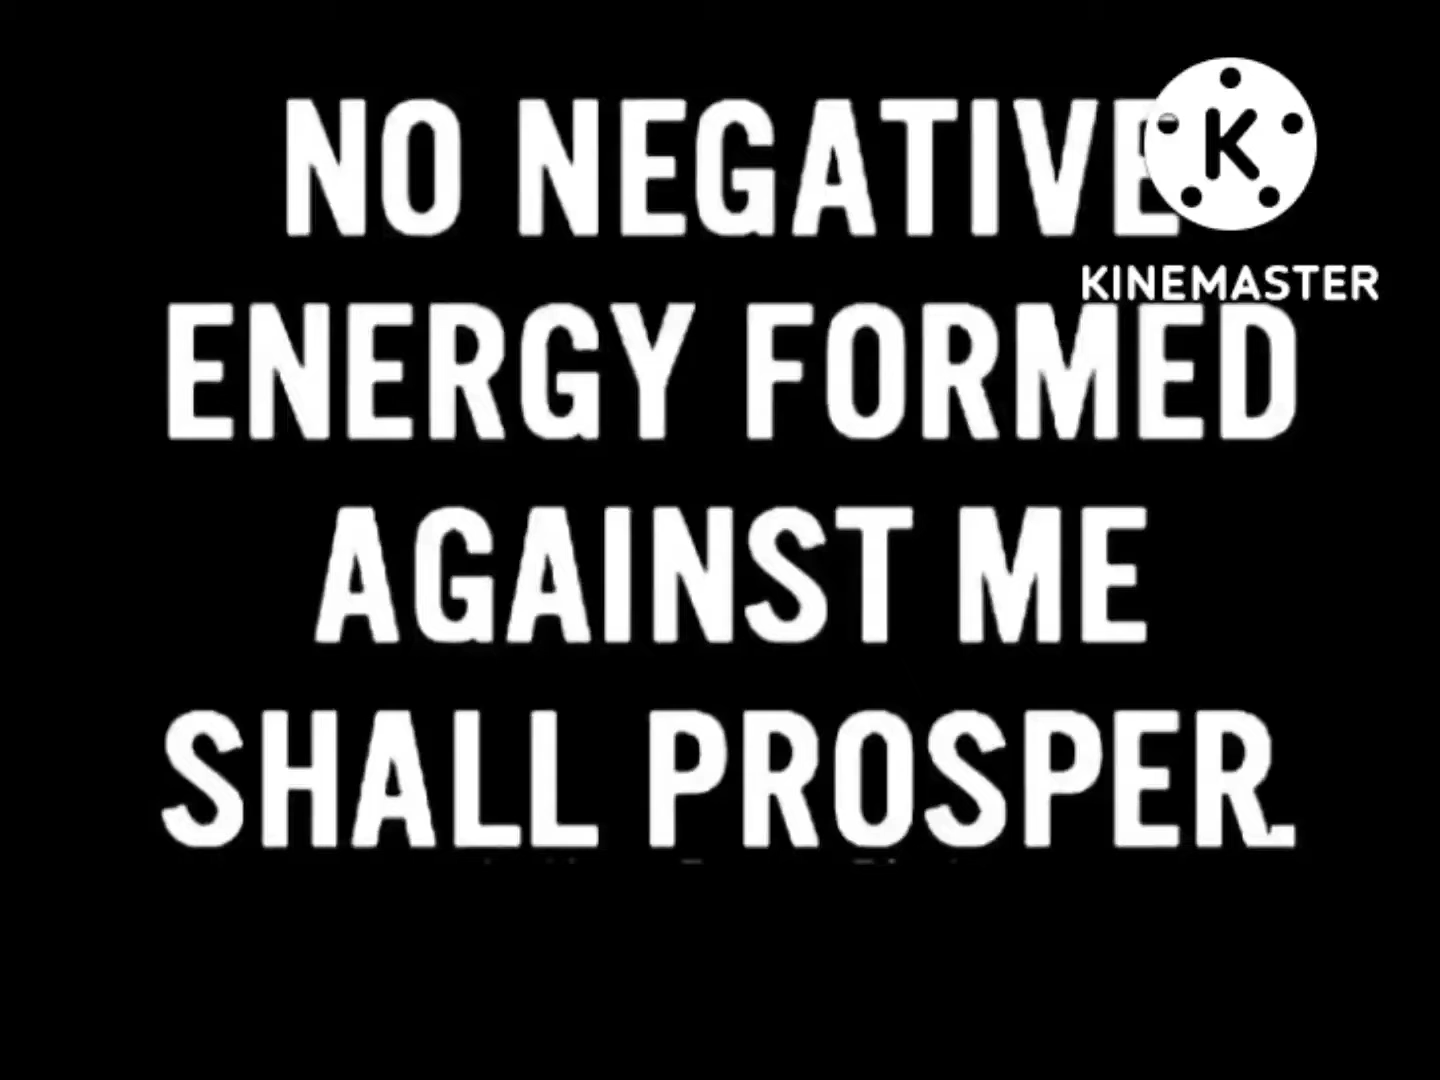 NO NEGATIVE
K
KINEMASTER
ENERGY FORMED
AGAINST ME
SHALL PROSPER.